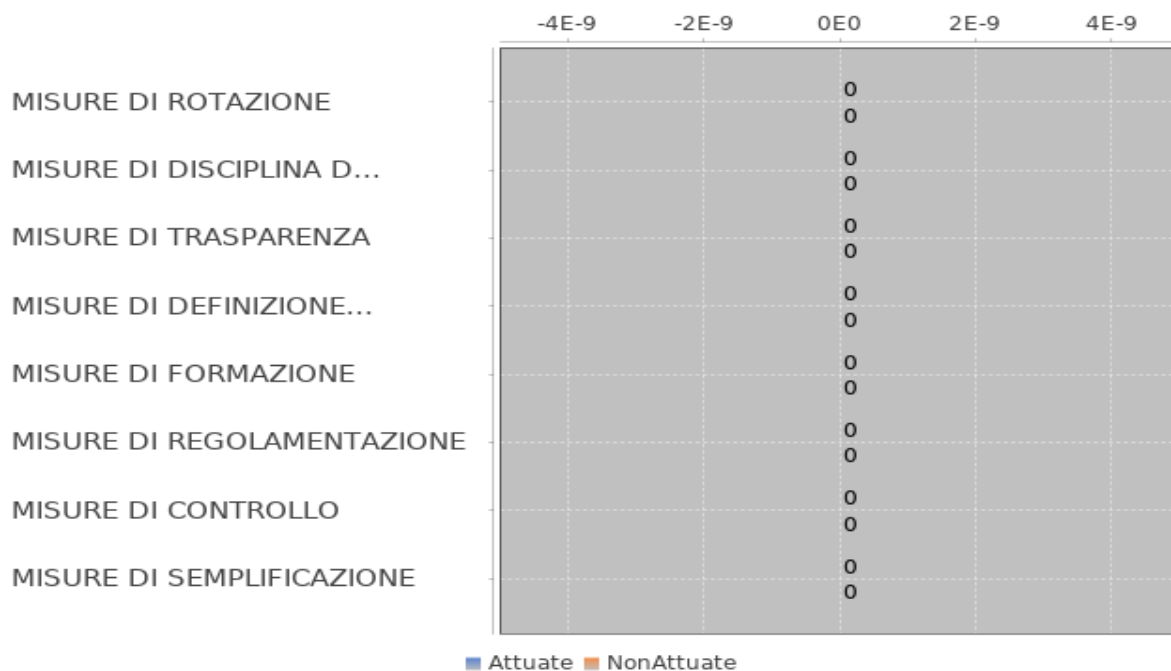 -4E-9 -2E-9 0E0 2E-9 4E-9
0
MISURE DI ROTAZIONE
0
0
MISURE DI DISCIPLINA D...
0
0
MISURE DI TRASPARENZA
0
0
MISURE DI DEFINIZIONE...
0
0
MISURE DI FORMAZIONE
0
0
MISURE DI REGOLAMENTAZIONE
0
0
MISURE DI CONTROLLO
0
0
MISURE DI SEMPLIFICAZIONE
0
Attuate NonAttuate